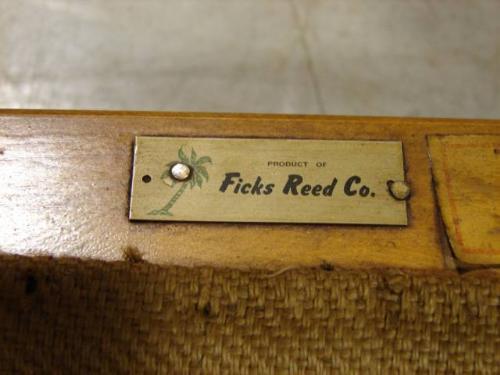 PRODUCT OF
Ficks Reed Co.